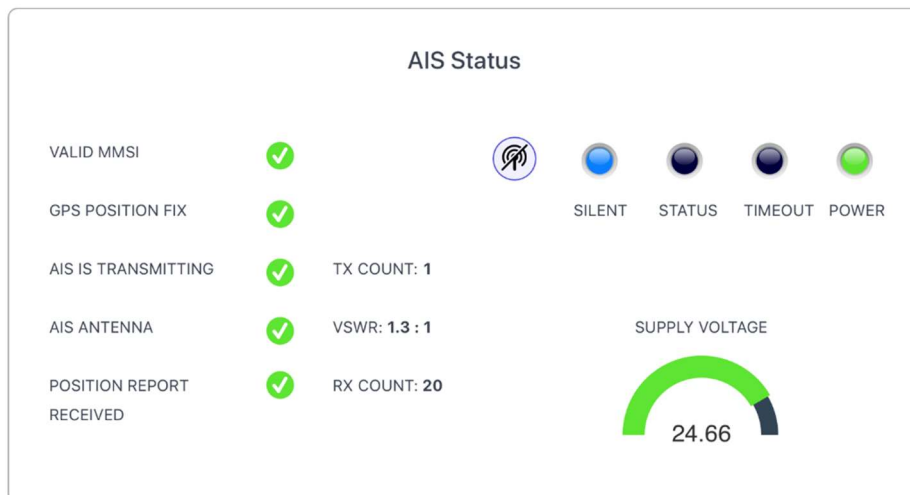 AIS Status
VALID MMSI
SILENT STATUS TIMEOUT POWER
GPS POSITION FIX
AIS IS TRANSMITTING TX COUNT: 1
AIS ANTENNA VSWR: 1.3 : 1
SUPPLY VOLTAGE
POSITION REPORT
RECEIVED
RX COUNT: 20
24.66